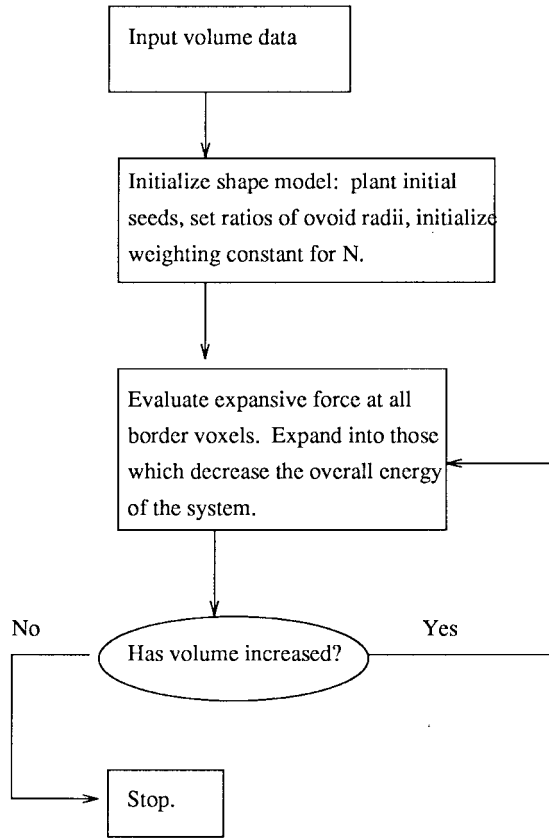 Input volume data
Initialize shape model: plant initial
seeds, set ratios of ovoid radii, initialize
weighting constant for N.
Evaluate expansive force at all
border voxels. Expand into those
which decrease the overall energy
of the system.
No
Yes
Has volume increased?
Stop.